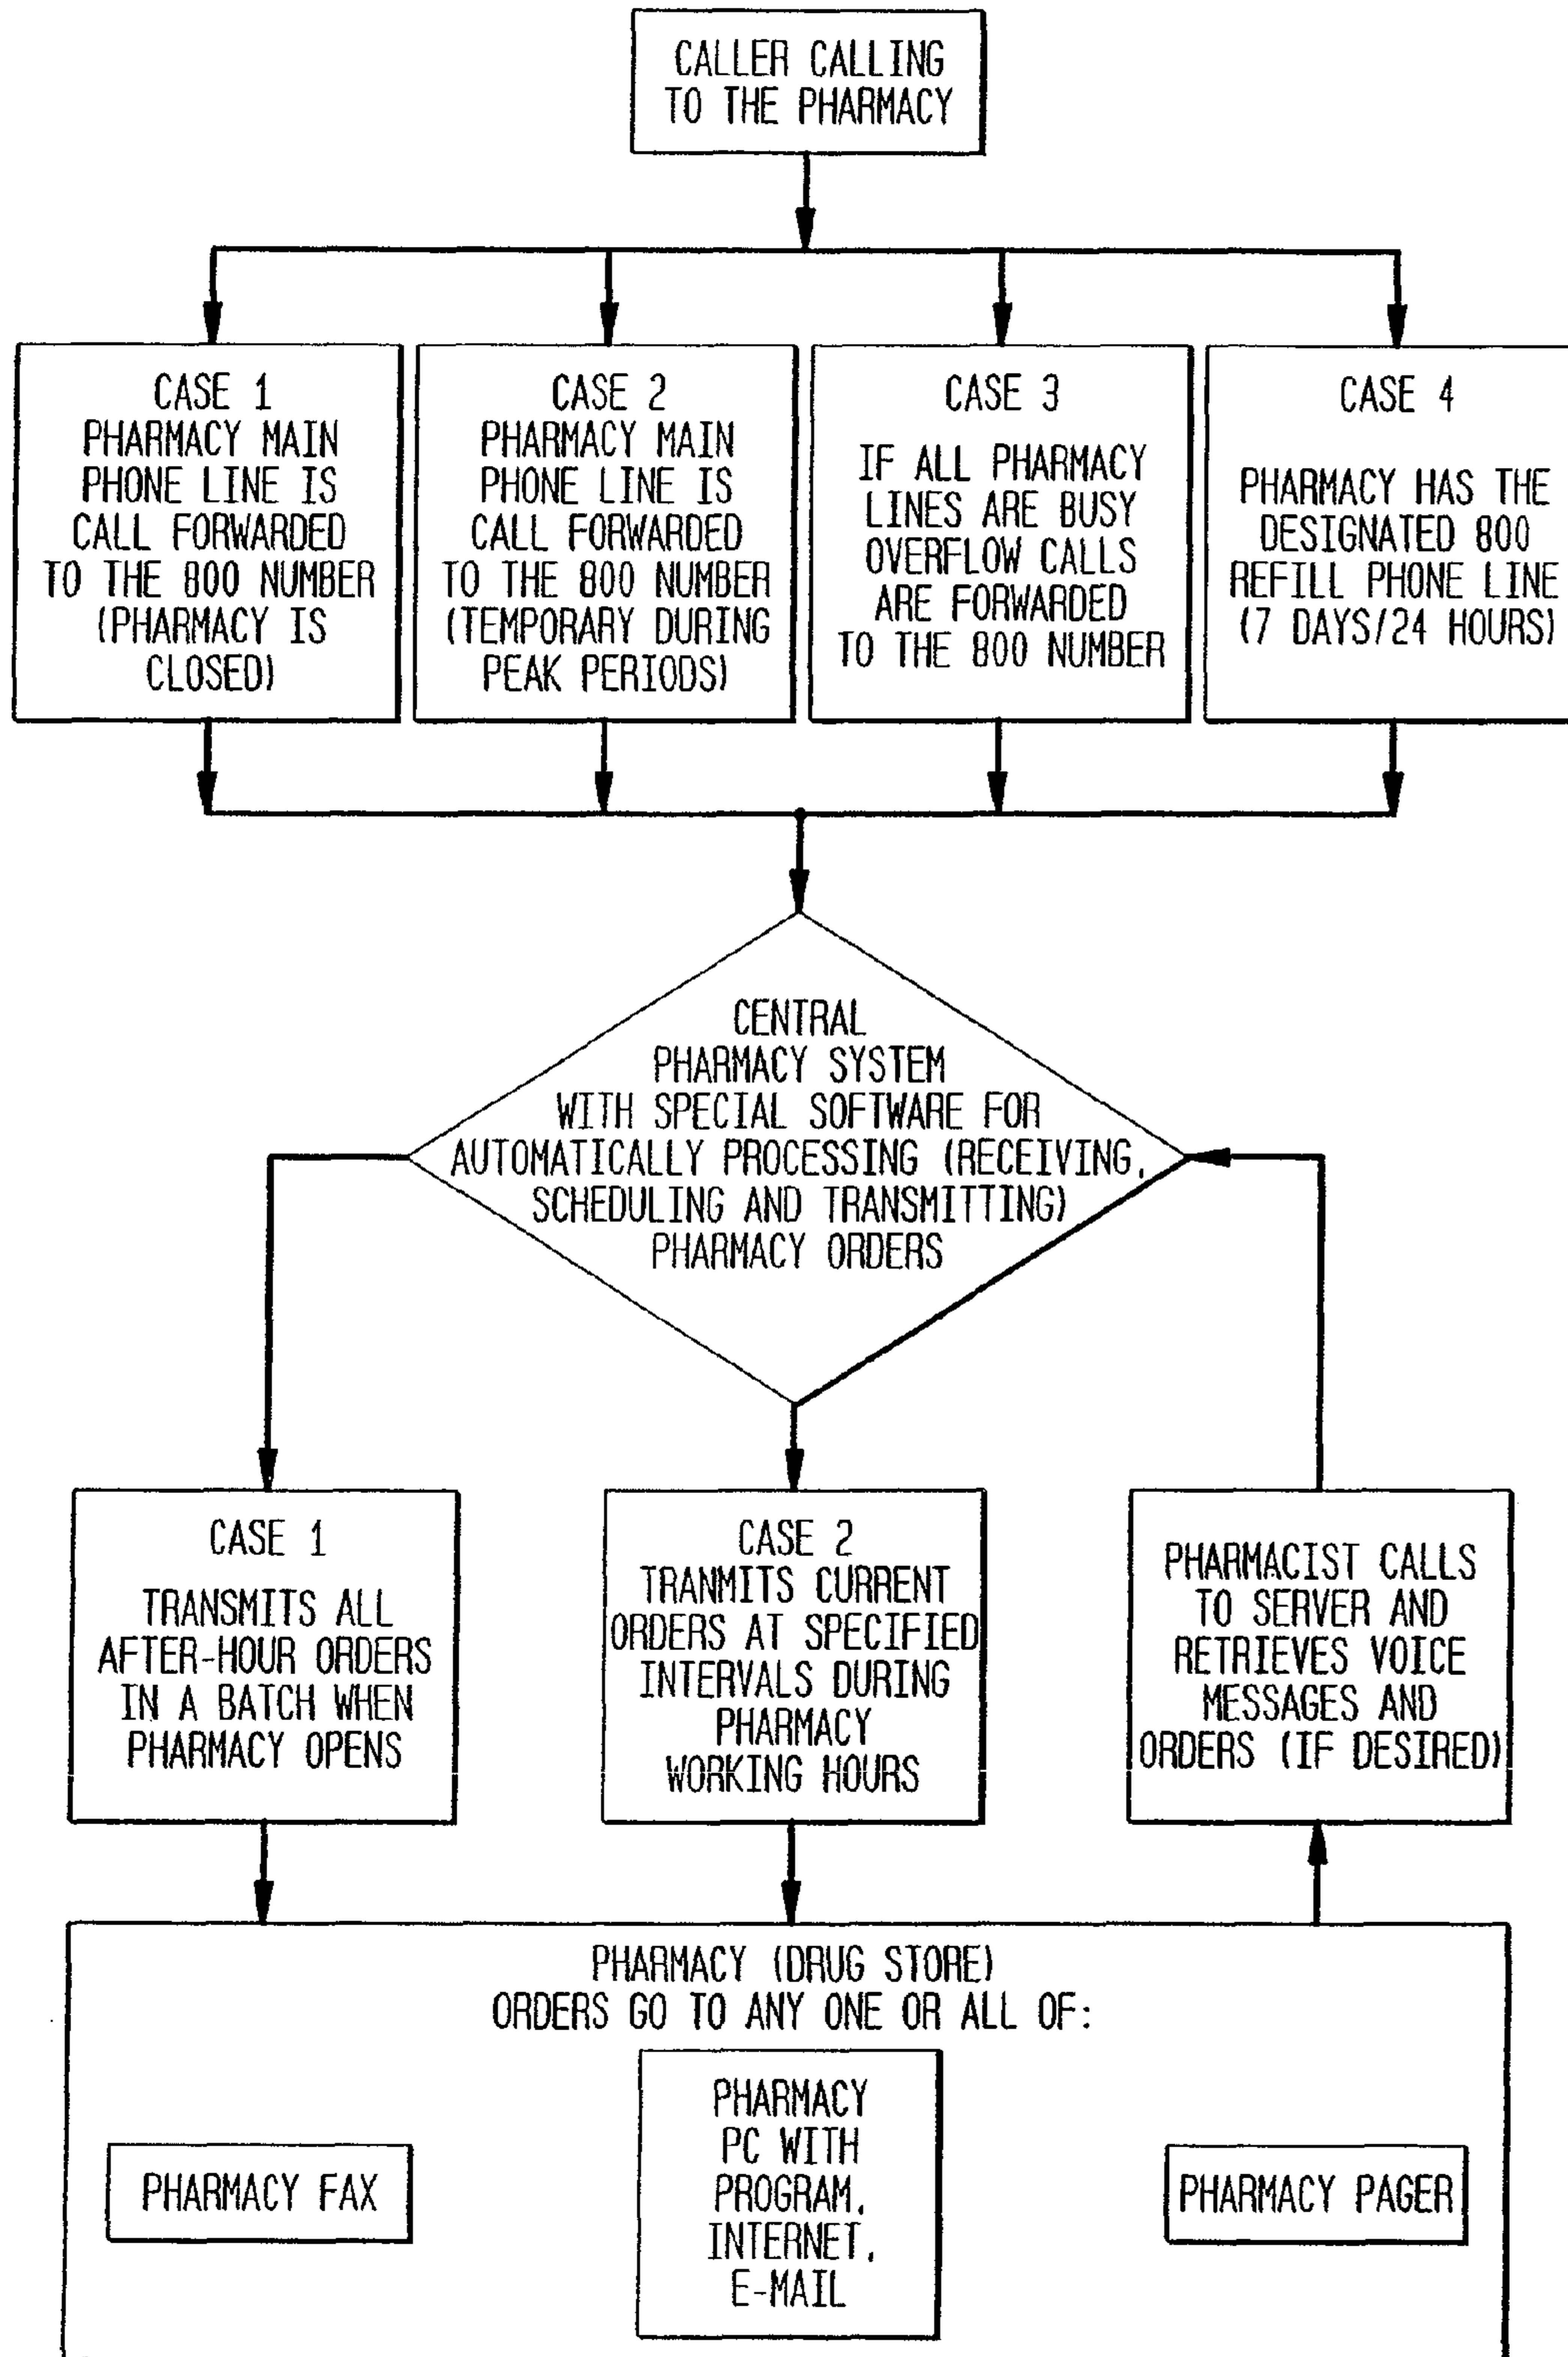 CALLER CALLING
TO THE PHARMACY
CASE 1
PHARMACY MAIN
PHONE LINE IS
CALL FORWARDED
TO THE 800 NUMBER
(PHARMACY IS
CLOSED)
CASE 2
PHARMACY MAIN
PHONE LINE IS
CALL FORWARDED
TO THE 800 NUMBER
(TEMPORARY DURING
PEAK PERIODS)
CASE 3
IF ALL PHARMACY
LINES ARE BUSY
OVERFLOW CALLS
ARE FORWARDED
TO THE 800 NUMBER
CASE 4
PHARMACY HAS THE
DESIGNATED 800
REFILL PHONE LINE
(7 DAYS/24 HOURS)
CENTRAL
PHARMACY SYSTEM
WITH SPECIAL SOFTWARE FOR
AUTOMATICALLY PROCESSING (RECEIVING,
SCHEDULING AND TRANSMITTING)
PHARMACY ORDERS
CASE 1
TRANSMITS ALL
AFTER-HOUR ORDERS
IN A BATCH WHEN
PHARMACY OPENS
CASE 2
TRANMITS CURRENT
ORDERS AT SPECIFIED
INTERVALS DURING
PHARMACY
WORKING HOURS
PHARMACIST CALLS
TO SERVER AND
RETRIEVES VOICE
MESSAGES AND
ORDERS (IF DESIRED)
PHARMACY (DRUG STORE)
ORDERS GO TO ANY ONE OR ALL OF:
PHARMACY FAX
PHARMACY
PC WITH
PROGRAM,
INTERNET,
E-MAIL
PHARMACY PAGER